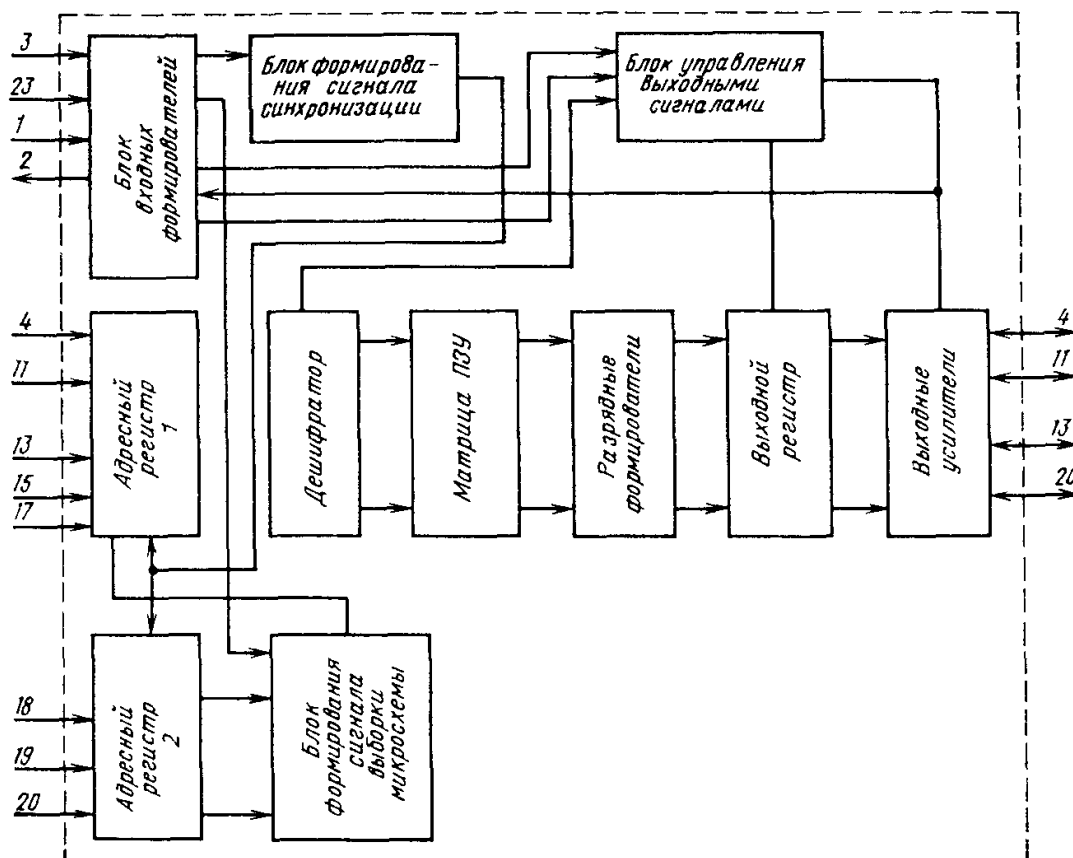 3
23
1
2
Блок
входных
формирователей
Блок формирова-
ния сигнала
синхронизации
Блок управления
выходными
сигналами
4
11
13
15
17
Адресный
регистр
1
Дешифратор
Матрица ПЗУ
Разрядные
формирователи
Выходной
регистр
Выходные
усилители
4
11
13
20
18
19
20
Адресный
регистр
2
Блок
формирования
сигнала
выборки
микросхемы